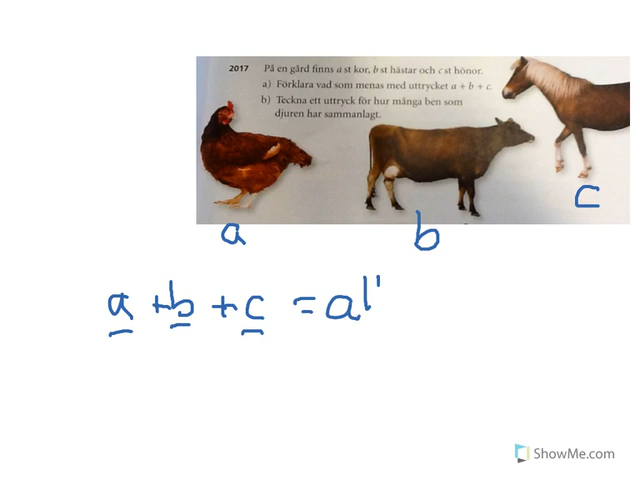 2017 På en gård finns a st kor, b st hästar och c st hönor.
a) Förklara vad som menas med uttrycket a + b + c.
b) Teckna ett uttryck för hur många ben som
djuren har sammanlagt.
c
a b
a + b + c = al
ShowMe.com